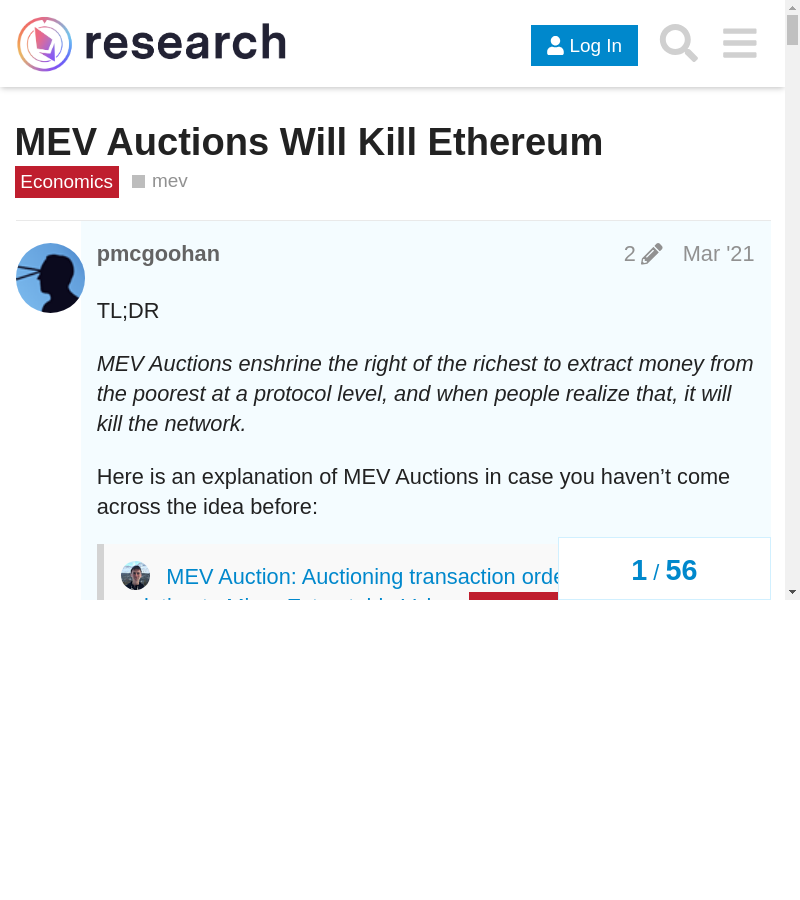 research
Log In
MEV Auctions Will Kill Ethereum
Economics
mev
pmcgoohan
2
Mar '21
TL;DR
MEV Auctions enshrine the right of the richest to extract money from
the poorest at a protocol level, and when people realize that, it will
kill the network.
Here is an explanation of MEV Auctions in case you haven’t come
across the idea before:
MEV Auction: Auctioning transaction
1 / 56